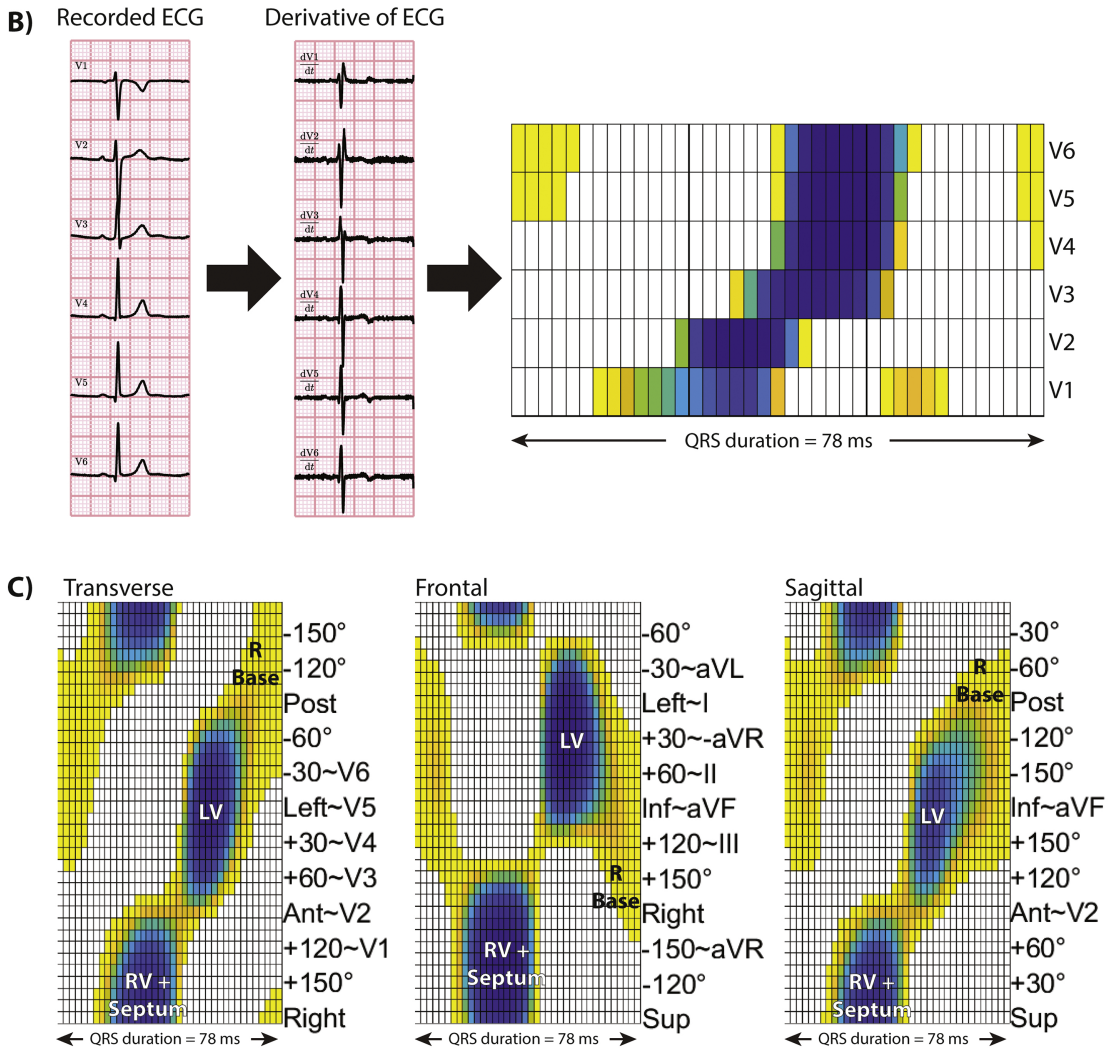 B)
Recorded ECG
Derivative of ECG
V1
V2
V3
V4
V5
V6
dV1
dt
dV2
dt
dV3
dt
dV4
dt
dV5
dt
dV6
dt
V6
V5
V4
V3
V2
V1
QRS duration = 78 ms
C)
Transverse
-150°
-120°
Post
-60°
-30~V6
Left~V5
+30~V4
+60~V3
Ant~V2
+120~V1
+150°
Right
R
Base
LV
RV +
Septum
QRS duration = 78 ms
Frontal
-60°
-30~aVL
Left~I
+30~-aVR
+60~II
Inf~aVF
+120~III
+150°
Right
-150~aVR
-120°
Sup
LV
R
Base
RV +
Septum
QRS duration = 78 ms
Sagittal
-30°
-60°
Post
-120°
-150°
Inf~aVF
+150°
+120°
Ant~V2
+60°
+30°
Sup
R
Base
LV
RV +
Septum
QRS duration = 78 ms